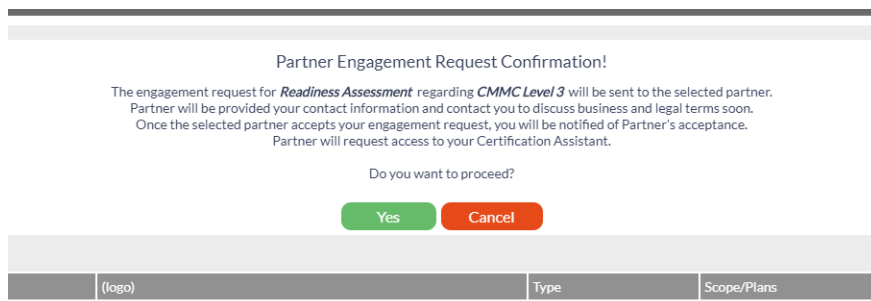 Partner Engagement Request Confirmation!
The engagement request for Readiness Assessment regarding CMMC Level 3 will be sent to the selected partner.
Partner will be provided your contact information and contact you to discuss business and legal terms soon.
Once the selected partner accepts your engagement request, you will be notified of Partner's acceptance.
Partner will request access to your Certification Assistant.
Do you want to proceed?
Yes Cancel
(logo) Type Scope/Plans